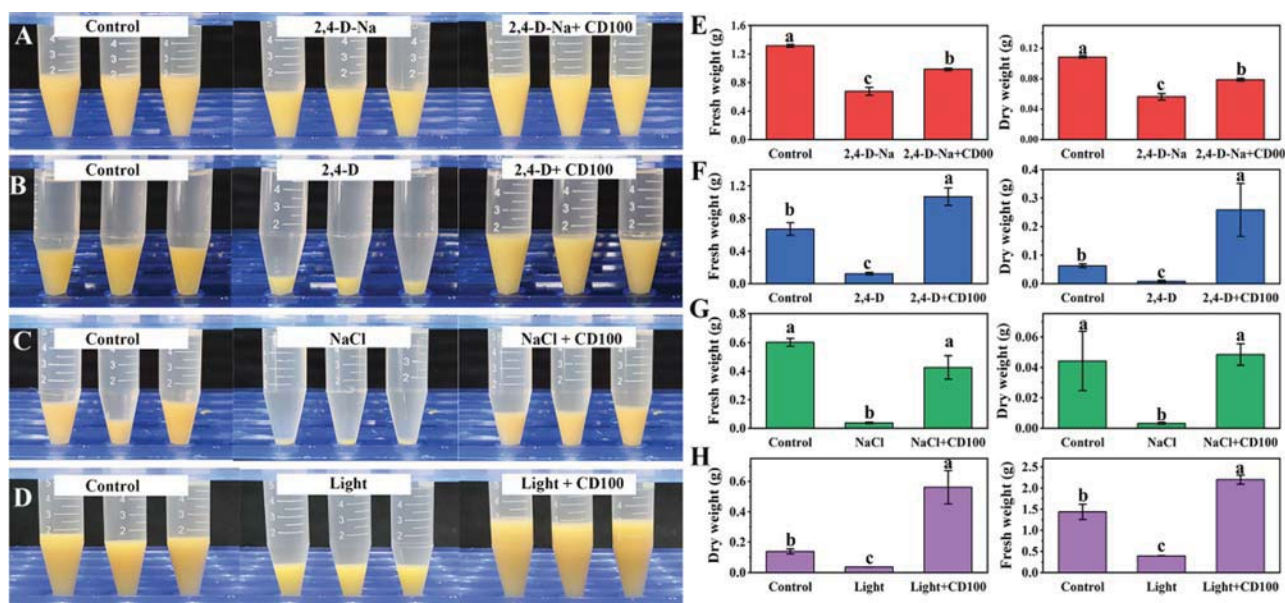 A
Control
2,4-D-Na
2,4-D-Na+ CD100
B
Control
2,4-D
2,4-D+ CD100
C
Control
NaCl
NaCl + CD100
D
Control
Light
Light + CD100
E
Fresh weight (g)
1.6
1.2
0.8
0.4
0.0
a
c
b
Control
2,4-D-Na
2,4-D-Na+CD00
Dry weight (g)
0.12
0.08
0.04
0.00
a
c
b
Control
2,4-D-Na
2,4-D-Na+CD100
F
Fresh weight (g)
1.2
0.8
0.4
0.0
b
c
a
Control
2,4-D
2,4-D+CD100
Dry weight (g)
0.4
0.3
0.2
0.1
0.0
b
c
a
Control
2,4-D
2,4-D+CD100
G
Fresh weight (g)
0.6
0.4
0.2
0.0
a
b
a
Control
NaCl
NaCl+CD100
Dry weight (g)
0.06
0.04
0.02
0.00
a
b
a
Control
NaCl
NaCl+CD100
H
Dry weight (g)
0.6
0.4
0.2
0.0
b
c
a
Control
Light
Light+CD100
Fresh weight (g)
2.5
2.0
1.5
1.0
0.5
0.0
b
c
a
Control
Light
Light+CD100